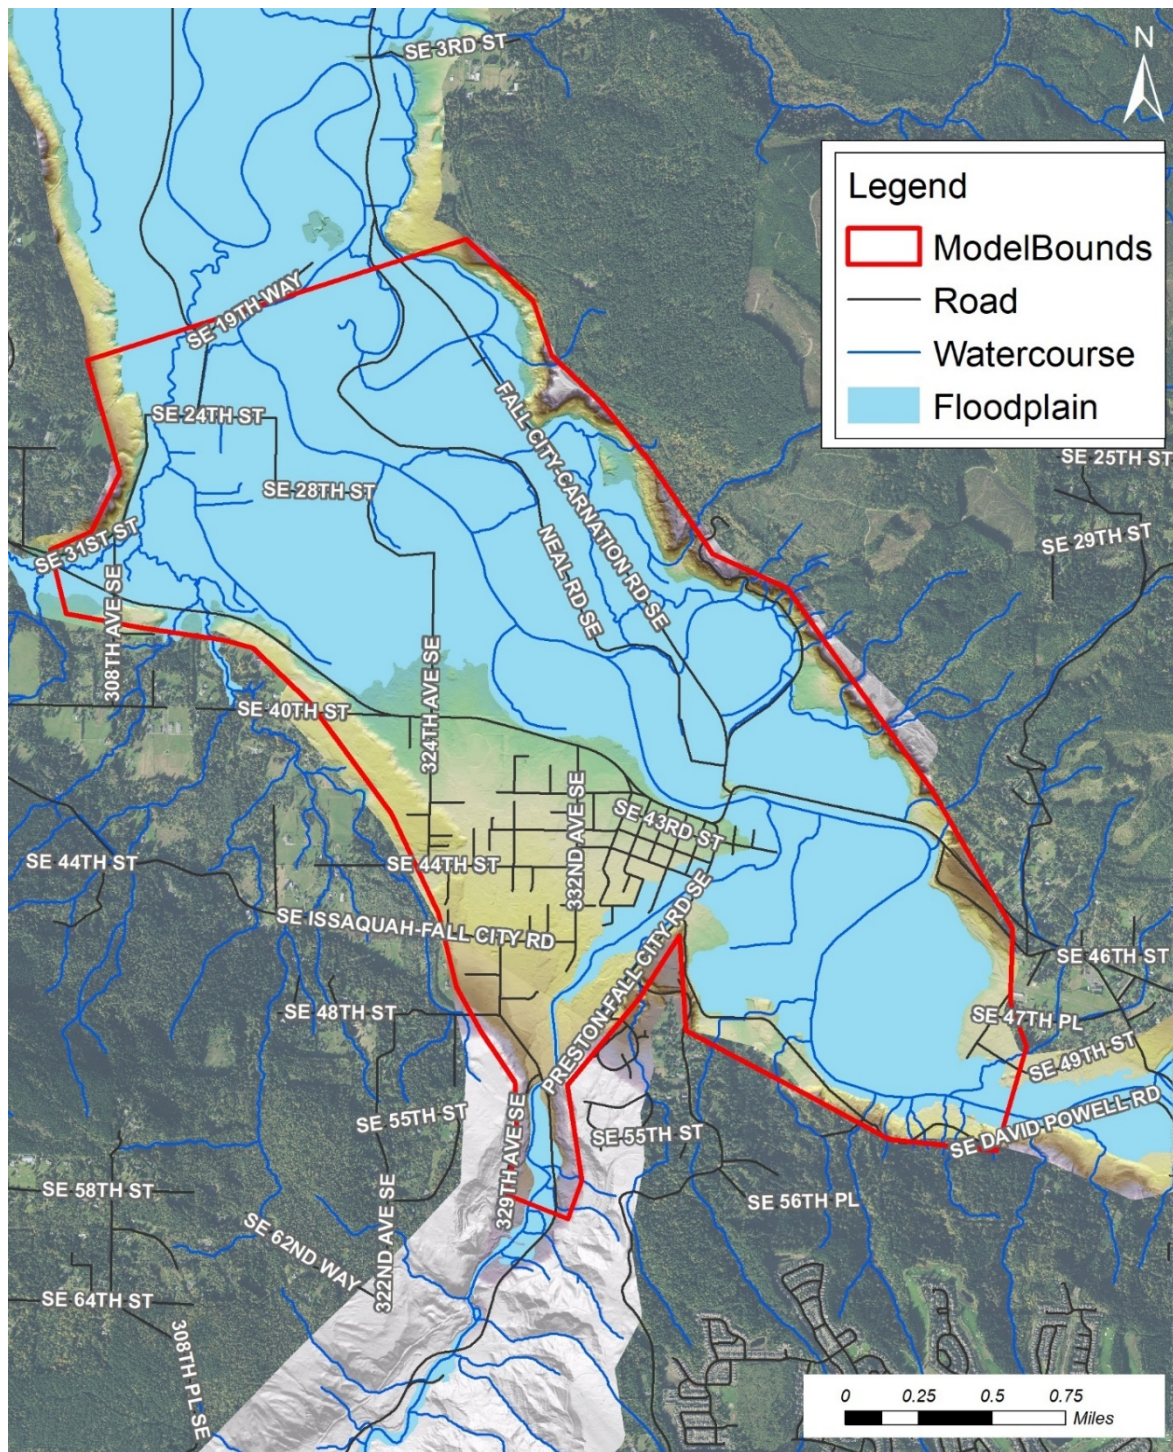 SE 3RD ST
N
Legend
ModelBounds
Road
Watercourse
Floodplain
SE 19TH WAY
SE 24TH ST
FALL CITY-CARNATION RD SE
SE 25TH ST
SE 28TH ST
SE 29TH ST
SE 31ST ST
NEAL RD SE
308TH AVE SE
324TH AVE SE
SE 40TH ST
332ND AVE SE
SE 43RD ST
SE 44TH ST
SE 44TH ST
PRESTON-FALL CITY-RD SE
SE ISSAQUAH-FALL CITY RD
SE 46TH ST
SE 48TH ST
SE 47TH PL
SE 49TH ST
SE 55TH ST
329TH AVE SE
SE 55TH ST
SE DAVID POWELL RD
SE 58TH ST
322ND AVE SE
SE 56TH PL
SE 62ND WAY
SE 64TH ST
308TH PL SE
0 0.25 0.5 0.75
Miles